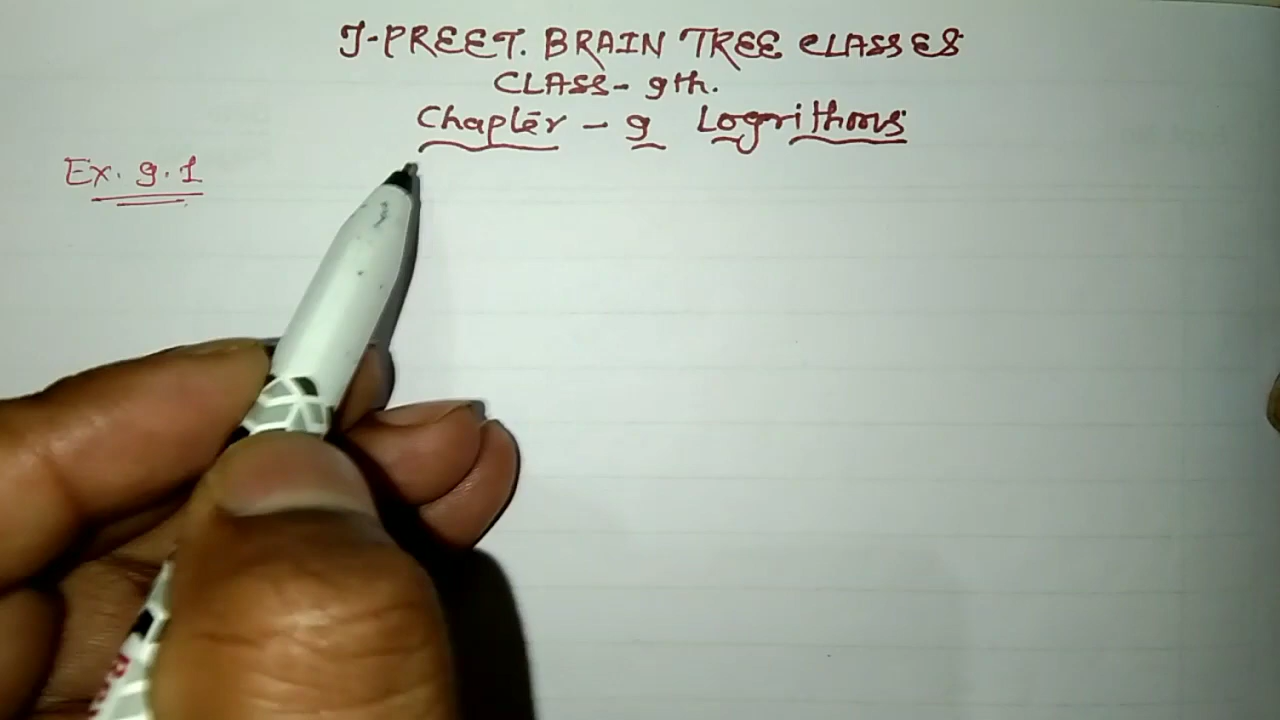 J-PREET. BRAIN TREE CLASSES
CLASS- 9th.
Chapter - 9 Logrithms
Ex. 9.1